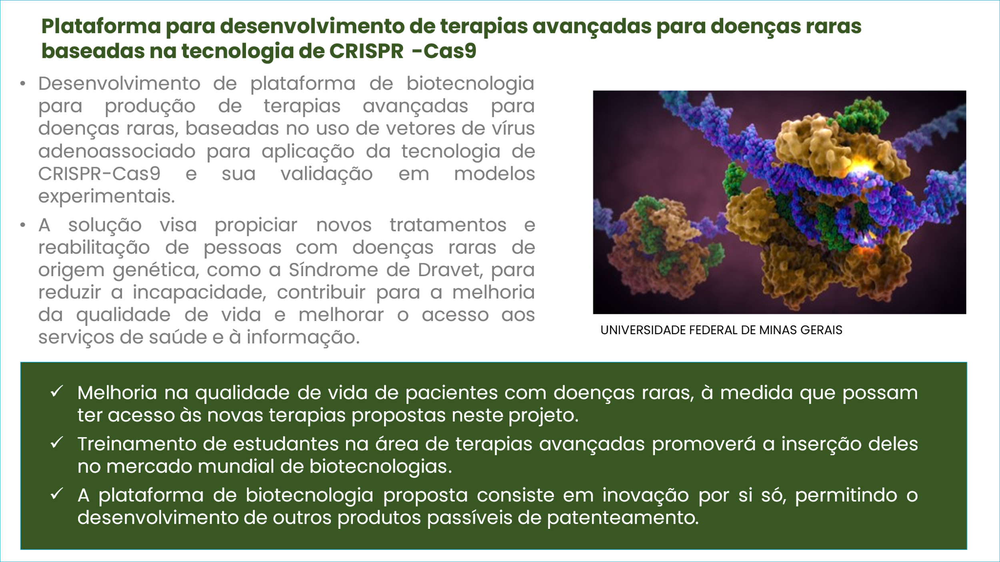 Plataforma para desenvolvimento de terapias avançadas para doenças raras
baseadas na tecnologia de CRISPR -Cas9
• Desenvolvimento de plataforma de biotecnologia
para produção de terapias avançadas para
doenças raras, baseadas no uso de vetores de vírus
adenoassociado para aplicação da tecnologia de
CRISPR-Cas9 e sua validação em modelos
experimentais.
• A solução visa propiciar novos tratamentos e
reabilitação de pessoas com doenças raras de
origem genética, como a Síndrome de Dravet, para
reduzir a incapacidade, contribuir para a melhoria
da qualidade de vida e melhorar o acesso aos
serviços de saúde e à informação.
UNIVERSIDADE FEDERAL DE MINAS GERAIS
✓ Melhoria na qualidade de vida de pacientes com doenças raras, à medida que possam
ter acesso às novas terapias propostas neste projeto.
✓ Treinamento de estudantes na área de terapias avançadas promoverá a inserção deles
no mercado mundial de biotecnologias.
✓ A plataforma de biotecnologia proposta consiste em inovação por si só, permitindo o
desenvolvimento de outros produtos passíveis de patenteamento.